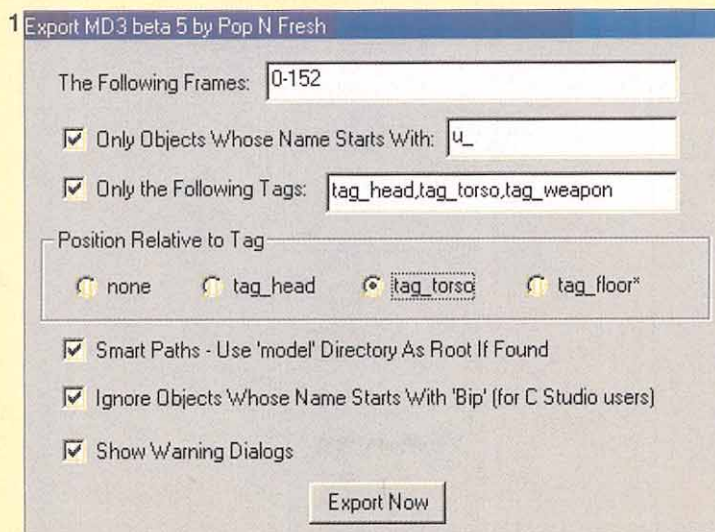 1
Export MD3 beta 5 by Pop N Fresh
The Following Frames: 0-152
Only Objects Whose Name Starts With: u_
Only the Following Tags: tag_head,tag_torso,tag_weapon
Position Relative to Tag
none tag_head tag_torso tag_floor*
Smart Paths - Use 'model' Directory As Root If Found
Ignore Objects Whose Name Starts With 'Bip' (for C Studio users)
Show Warning Dialogs
Export Now